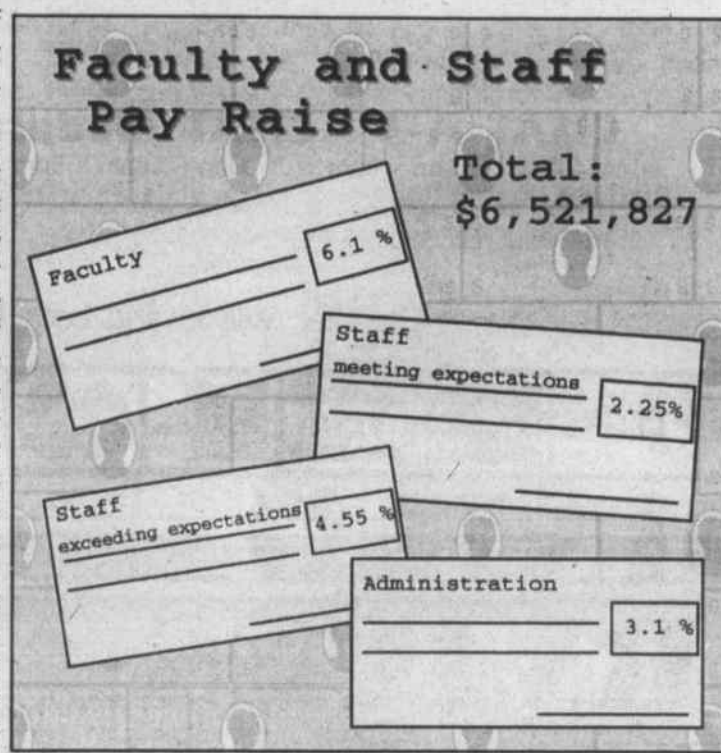 Faculty and Staff
Pay Raise
Total:
$6,521,827
Faculty
6.1 %
Staff
meeting expectations
2.25%
Staff
exceeding expectations
4.55 %
Administration
3.1 %